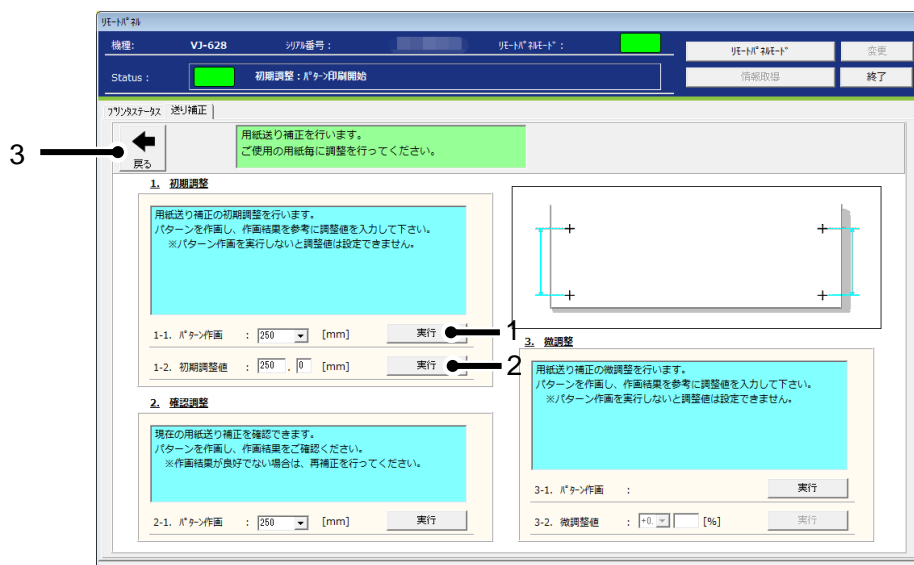 ﾘﾓｰﾄﾊﾟﾈﾙ
機種: VJ-628 ｼﾘｱﾙ番号： ﾘﾓｰﾄﾊﾟﾈﾙﾓｰﾄﾞ：
ﾘﾓｰﾄﾊﾟﾈﾙﾓｰﾄﾞ 変更
Status： 初期調整：ﾊﾟﾀｰﾝ印刷開始
情報取得 終了
ﾌﾟﾘﾝﾀｽﾃｰﾀｽ 送り補正
3
戻る
用紙送り補正を行います。
ご使用の用紙毎に調整を行ってください。
1. 初期調整
用紙送り補正の初期調整を行います。
パターンを作画し、作画結果を参考に調整値を入力して下さい。
※パターン作画を実行しないと調整値は設定できません。
1-1. ﾊﾟﾀｰﾝ作画 : 250 [mm] 実行 1
1-2. 初期調整値 : 250 . 0 [mm] 実行 2
2. 確認調整
現在の用紙送り補正を確認できます。
パターンを作画し、作画結果をご確認ください。
※作画結果が良好でない場合は、再補正を行ってください。
2-1. ﾊﾟﾀｰﾝ作画 : 250 [mm] 実行
3. 微調整
用紙送り補正の微調整を行います。
パターンを作画し、作画結果を参考に調整値を入力して下さい。
※パターン作画を実行しないと調整値は設定できません。
3-1. ﾊﾟﾀｰﾝ作画 : 実行
3-2. 微調整値 : +0. [%] 実行